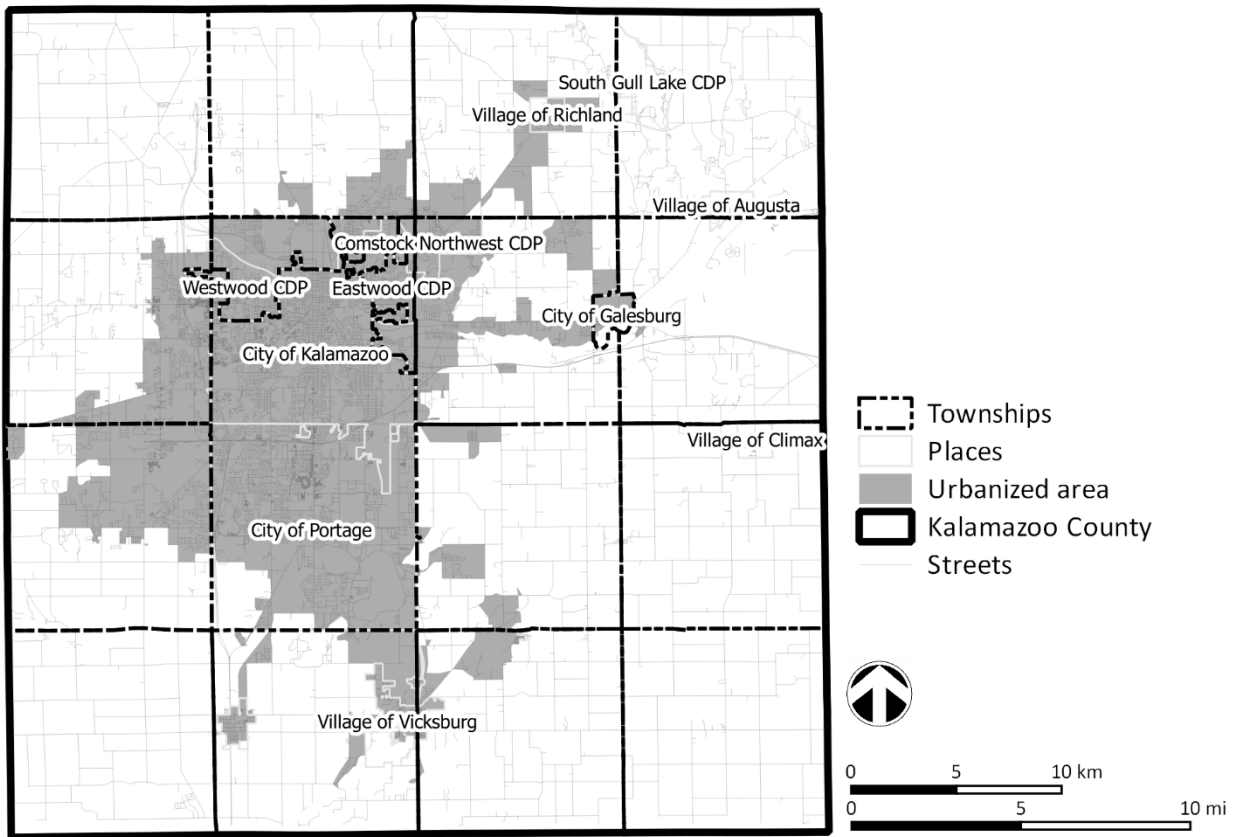 South Gull Lake CDP
Village of Richland
Village of Augusta
Comstock Northwest CDP
Westwood CDP
Eastwood CDP
City of Galesburg
City of Kalamazoo
Village of Climax
City of Portage
Village of Vicksburg
Townships
Places
Urbanized area
Kalamazoo County
Streets
0 5 10 km
0 5 10 mi